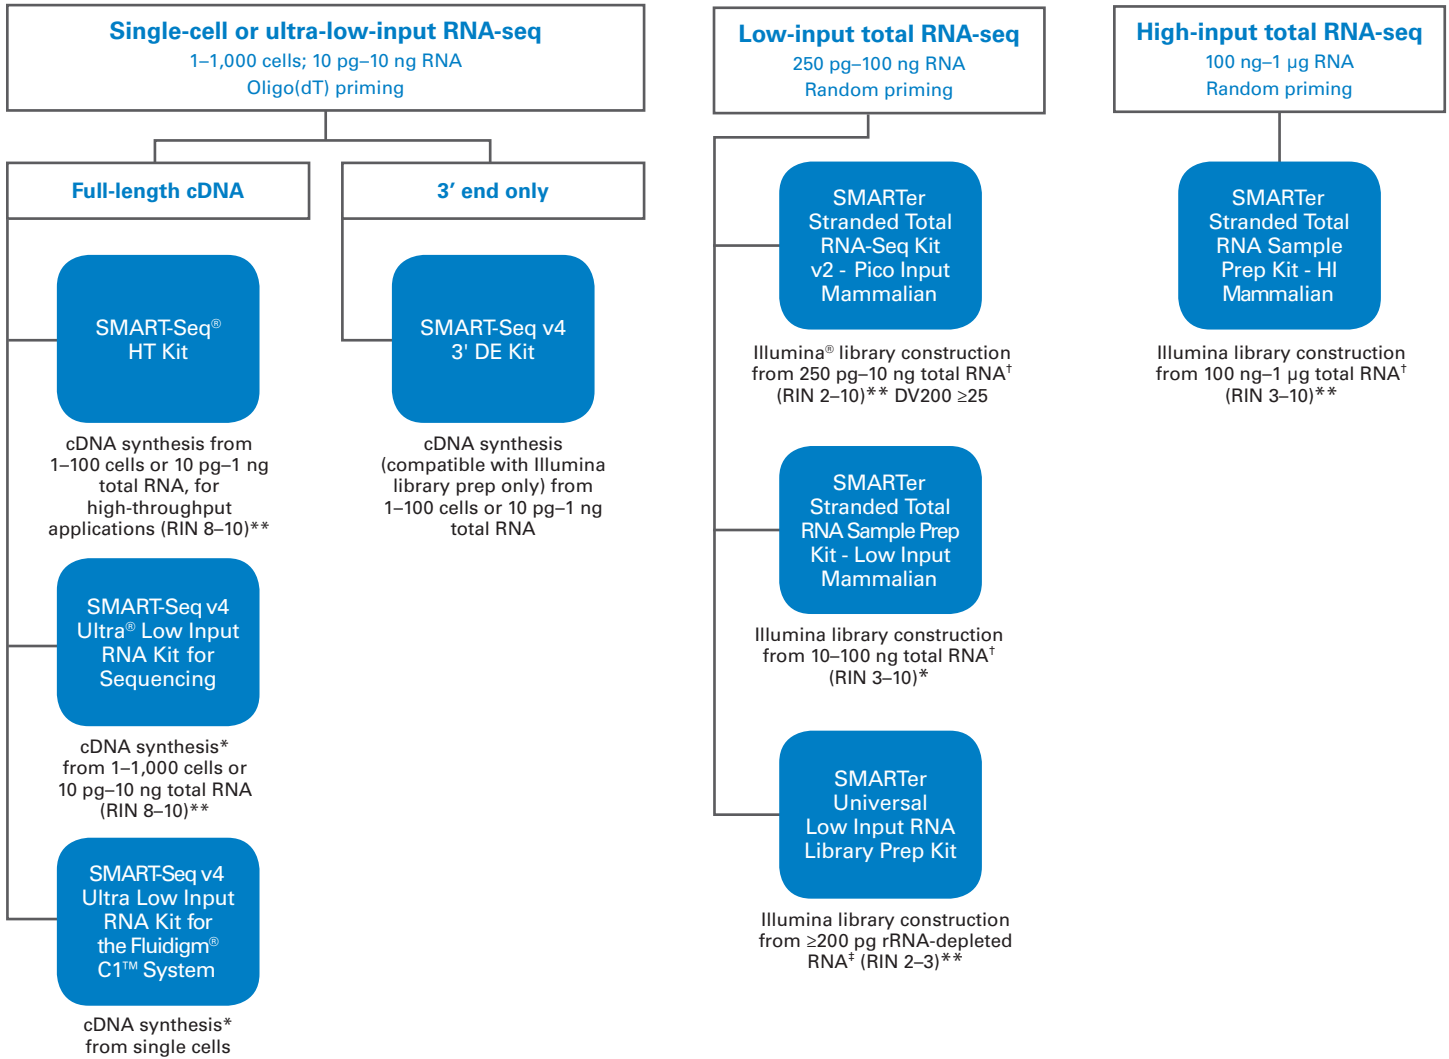 Single-cell or ultra-low-input RNA-seq
1–1,000 cells; 10 pg–10 ng RNA
Oligo(dT) priming
Full-length cDNA
SMART-Seq®
HT Kit
cDNA synthesis from
1–100 cells or 10 pg–1 ng
total RNA, for
high-throughput
applications (RIN 8–10)**
SMART-Seq v4
Ultra® Low Input
RNA Kit for
Sequencing
cDNA synthesis*
from 1–1,000 cells or
10 pg–10 ng total RNA
(RIN 8–10)**
SMART-Seq v4
Ultra Low Input
RNA Kit for
the Fluidigm®
C1™ System
cDNA synthesis*
from single cells
3′ end only
SMART-Seq v4
3' DE Kit
cDNA synthesis
(compatible with Illumina
library prep only) from
1–100 cells or 10 pg–1 ng
total RNA
Low-input total RNA-seq
250 pg–100 ng RNA
Random priming
SMARTer
Stranded Total
RNA-Seq Kit
v2 - Pico Input
Mammalian
Illumina® library construction
from 250 pg–10 ng total RNA†
(RIN 2–10)** DV200 ≥25
SMARTer
Stranded Total
RNA Sample Prep
Kit - Low Input
Mammalian
Illumina library construction
from 10–100 ng total RNA†
(RIN 3–10)*
SMARTer
Universal
Low Input RNA
Library Prep Kit
Illumina library construction
from ≥200 pg rRNA-depleted
RNA‡ (RIN 2–3)**
High-input total RNA-seq
100 ng–1 µg RNA
Random priming
SMARTer
Stranded Total
RNA Sample
Prep Kit - HI
Mammalian
Illumina library construction
from 100 ng–1 µg total RNA†
(RIN 3–10)**